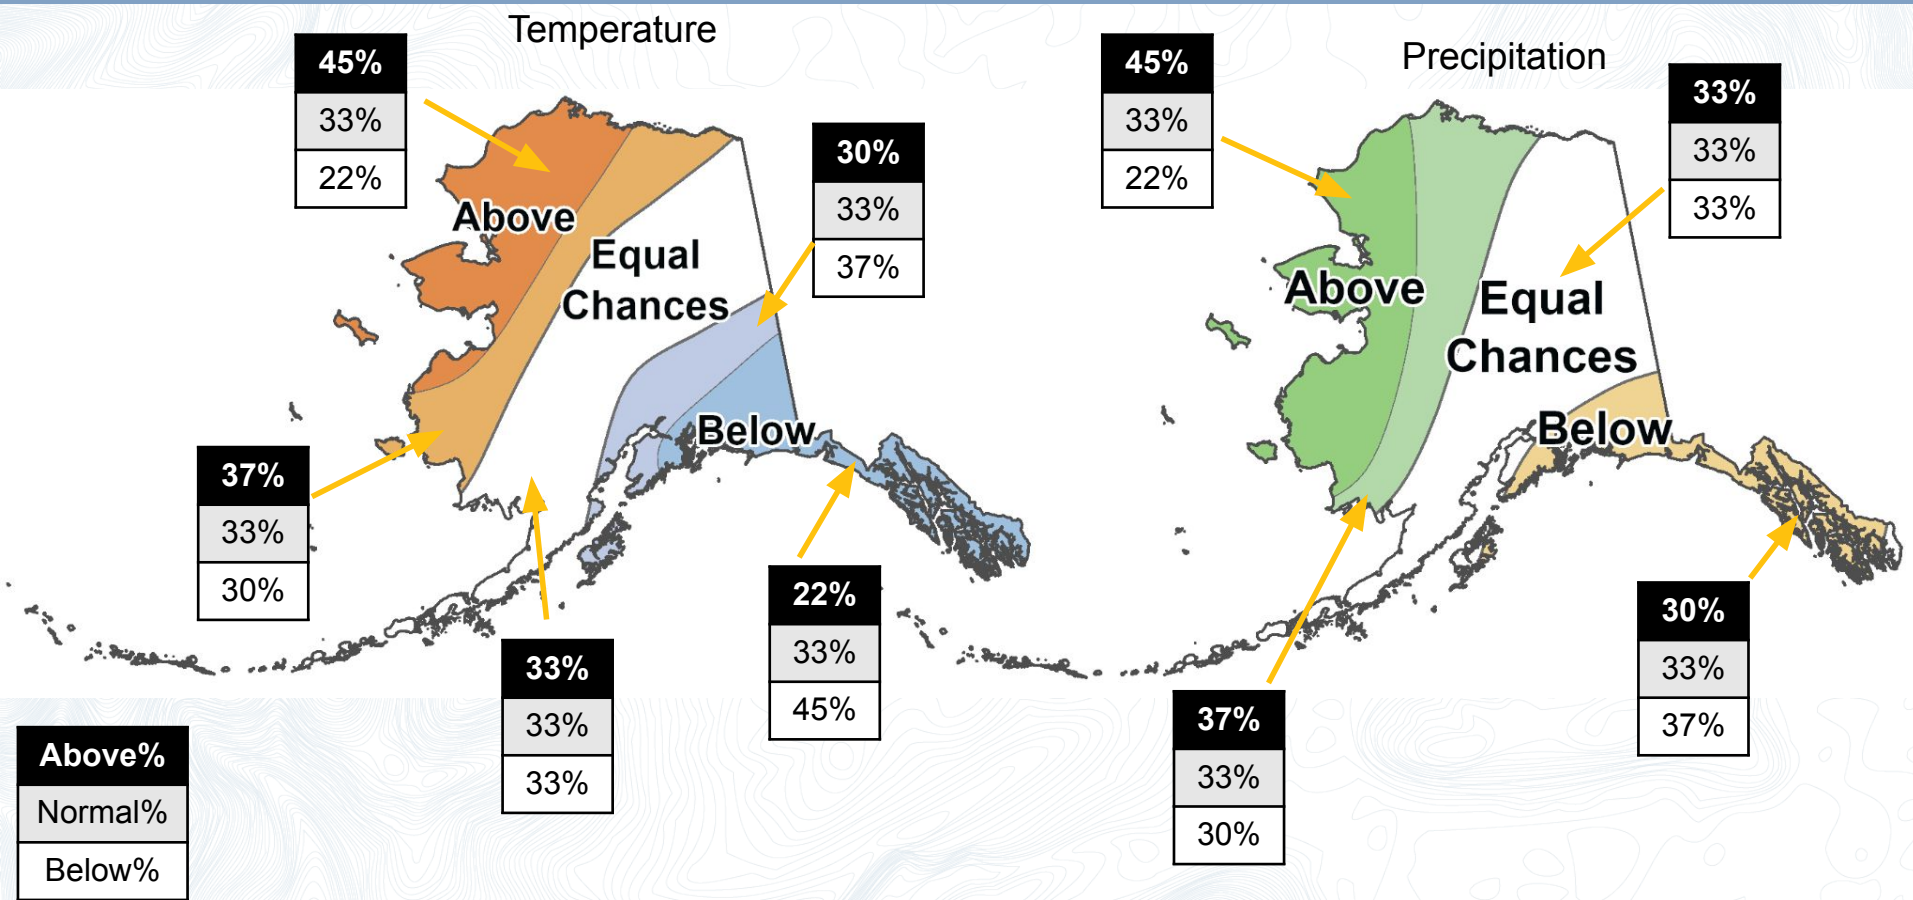 Temperature
45%
33%
22%
30%
33%
37%
Above
Equal
Chances
Below
37%
33%
30%
33%
33%
33%
22%
33%
45%
Precipitation
45%
33%
22%
33%
33%
33%
Above
Equal
Chances
Below
37%
33%
30%
30%
33%
37%
Above%
Normal%
Below%